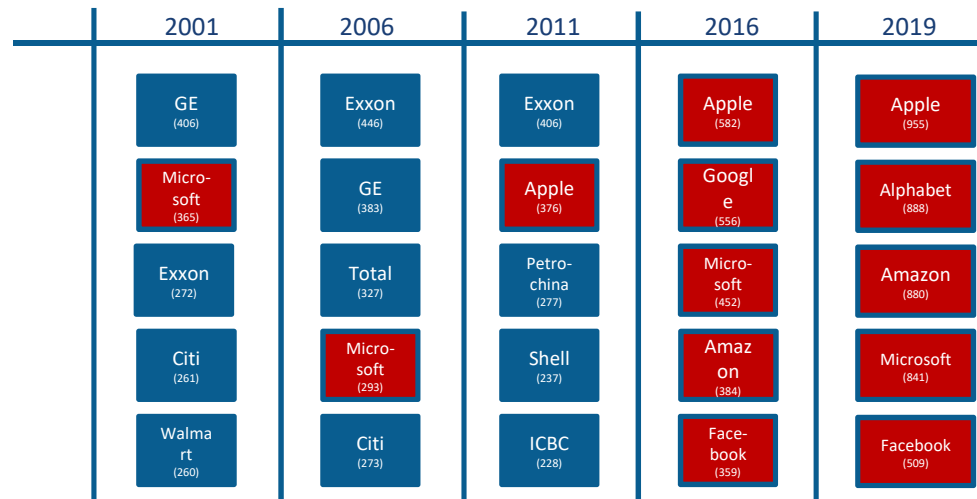 2001 2006 2011 2016 2019
GE
(406)
Micro-
soft
(365)
Exxon
(272)
Citi
(261)
Walma
rt
(260)
Exxon
(446)
GE
(383)
Total
(327)
Micro-
soft
(293)
Citi
(273)
Exxon
(406)
Apple
(376)
Petro-
china
(277)
Shell
(237)
ICBC
(228)
Apple
(582)
Googl
e
(556)
Micro-
soft
(452)
Amaz
on
(384)
Face-
book
(359)
Apple
(955)
Alphabet
(888)
Amazon
(880)
Microsoft
(841)
Facebook
(509)